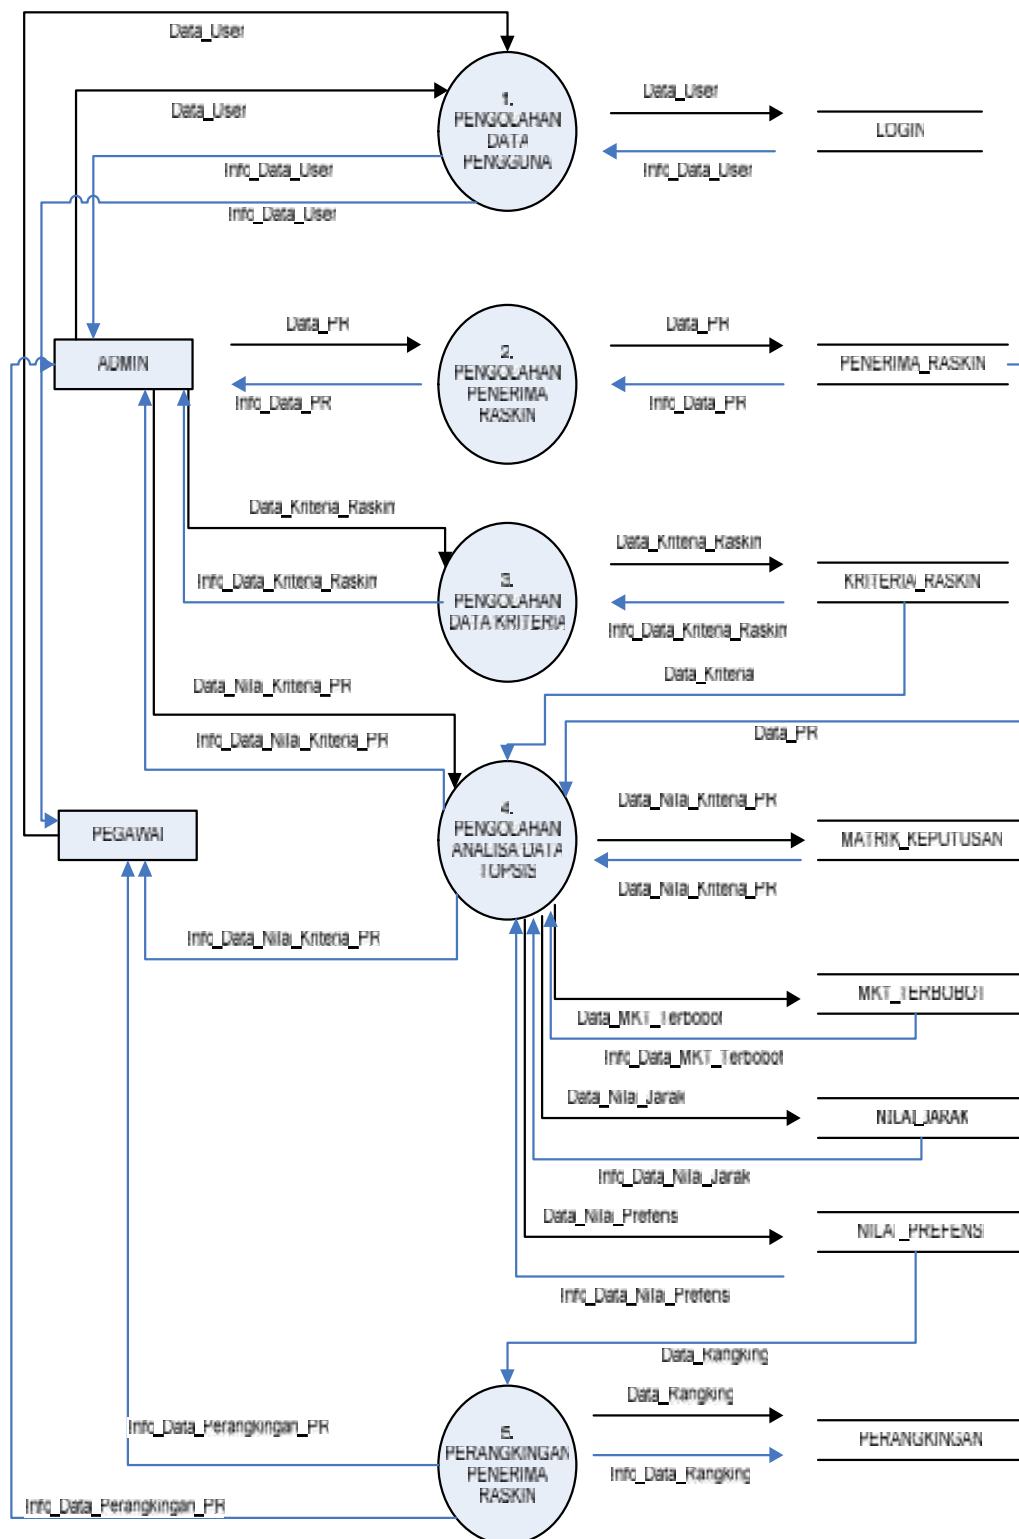 Data_User
Data_User
1.
PENGOLAHAN
DATA
PENGGUNA
Data_User
LOGIN
Info_Data_User
Info_Data_User
Info_Data_User
Data_PR
Data_PR
ADMIN
2.
PENGOLAHAN
PENERIMA
RASKIN
PENERIMA_RASKIN
Info_Data_PR
Info_Data_PR
Data_Kriteria_Raskin
Data_Kriteria_Raskin
Info_Data_Kriteria_Raskin
3.
PENGOLAHAN
DATA KRITERIA
KRITERIA_RASKIN
Info_Data_Kriteria_Raskin
Data_Kriteria
Data_Nilai_Kriteria_PR
Info_Data_Nilai_Kriteria_PR
Data_PR
Data_Nilai_Kriteria_PR
PEGAWAI
4.
PENGOLAHAN
ANALISA DATA
TOPSIS
MATRIK_KEPUTUSAN
Data_Nilai_Kriteria_PR
Info_Data_Nilai_Kriteria_PR
MKT_TERBOBOT
Data_MKT_Terbobot
Info_Data_MKT_Terbobot
Data_Nilai_Jarak
NILAI_JARAK
Info_Data_Nilai_Jarak
Data_Nilai_Prefens
NILAI_PREFENSI
Info_Data_Nilai_Prefens
Data_Rangking
Data_Rangking
Info_Data_Perangkingan_PR
5.
PERANGKINGAN
PENERIMA
RASKIN
PERANGKINGAN
Info_Data_Rangking
Info_Data_Perangkingan_PR